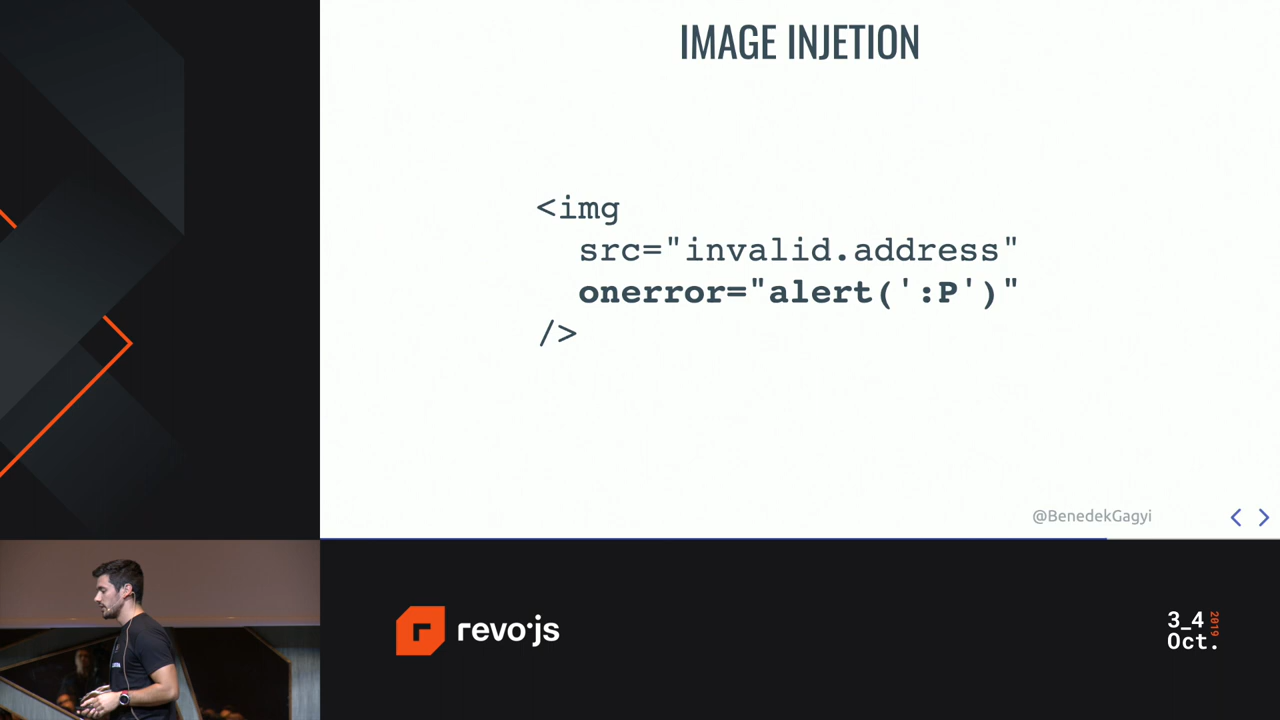 IMAGE INJETION
<img
src="invalid.address"
onerror="alert(':P')"
/>
@BenedekGagyi
< >
r revo·js
3_4 2019
Oct.